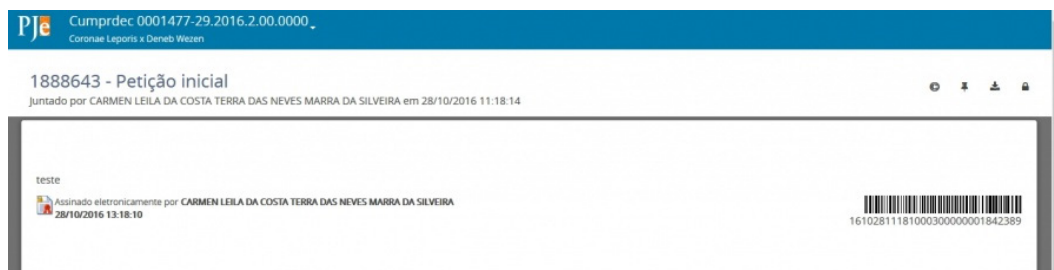 PJe Cumprdec 0001477-29.2016.2.00.0000
Coronae Leporis x Deneb Wezen
1888643 - Petição inicial
Juntado por CARMEN LEILA DA COSTA TERRA DAS NEVES MARRA DA SILVEIRA em 28/10/2016 11:18:14
teste
Assinado eletronicamente por CARMEN LEILA DA COSTA TERRA DAS NEVES MARRA DA SILVEIRA
28/10/2016 13:18:10
16102811181000300000001842389